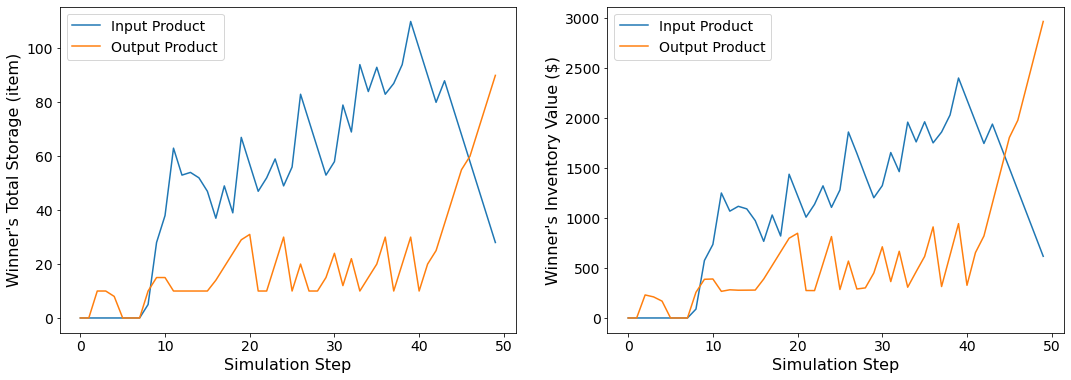 Winner's Total Storage (item)
100
80
60
40
20
0
Input Product
Output Product
0 10 20 30 40 50
Simulation Step
Winner's Inventory Value ($)
3000
2500
2000
1500
1000
500
0
Input Product
Output Product
0 10 20 30 40 50
Simulation Step